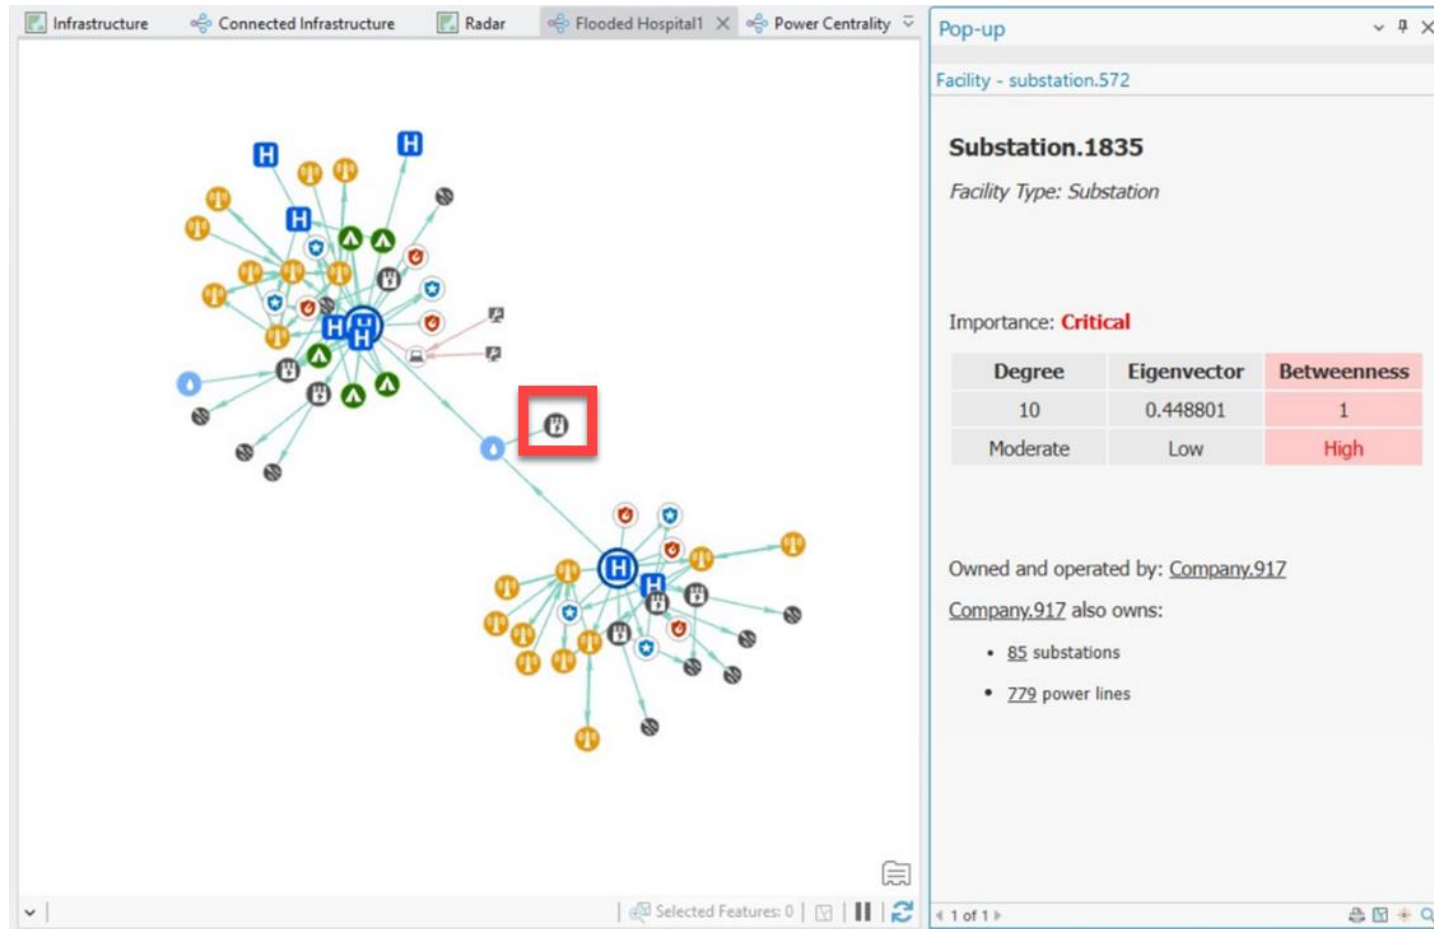 Infrastructure
Connected Infrastructure
Radar
Flooded Hospital1
Power Centrality
Pop-up
Facility - substation.572
Substation.1835
Facility Type: Substation
Importance: Critical
Degree Eigenvector Betweenness
10 0.448801 1
Moderate Low High
Owned and operated by: Company.917
Company.917 also owns:
• 85 substations
• 779 power lines
H
H
H
H
H
H
H
H
Selected Features: 0
1 of 1